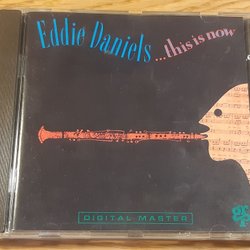 Eddie Daniels
...this is now
DIGITAL MASTER